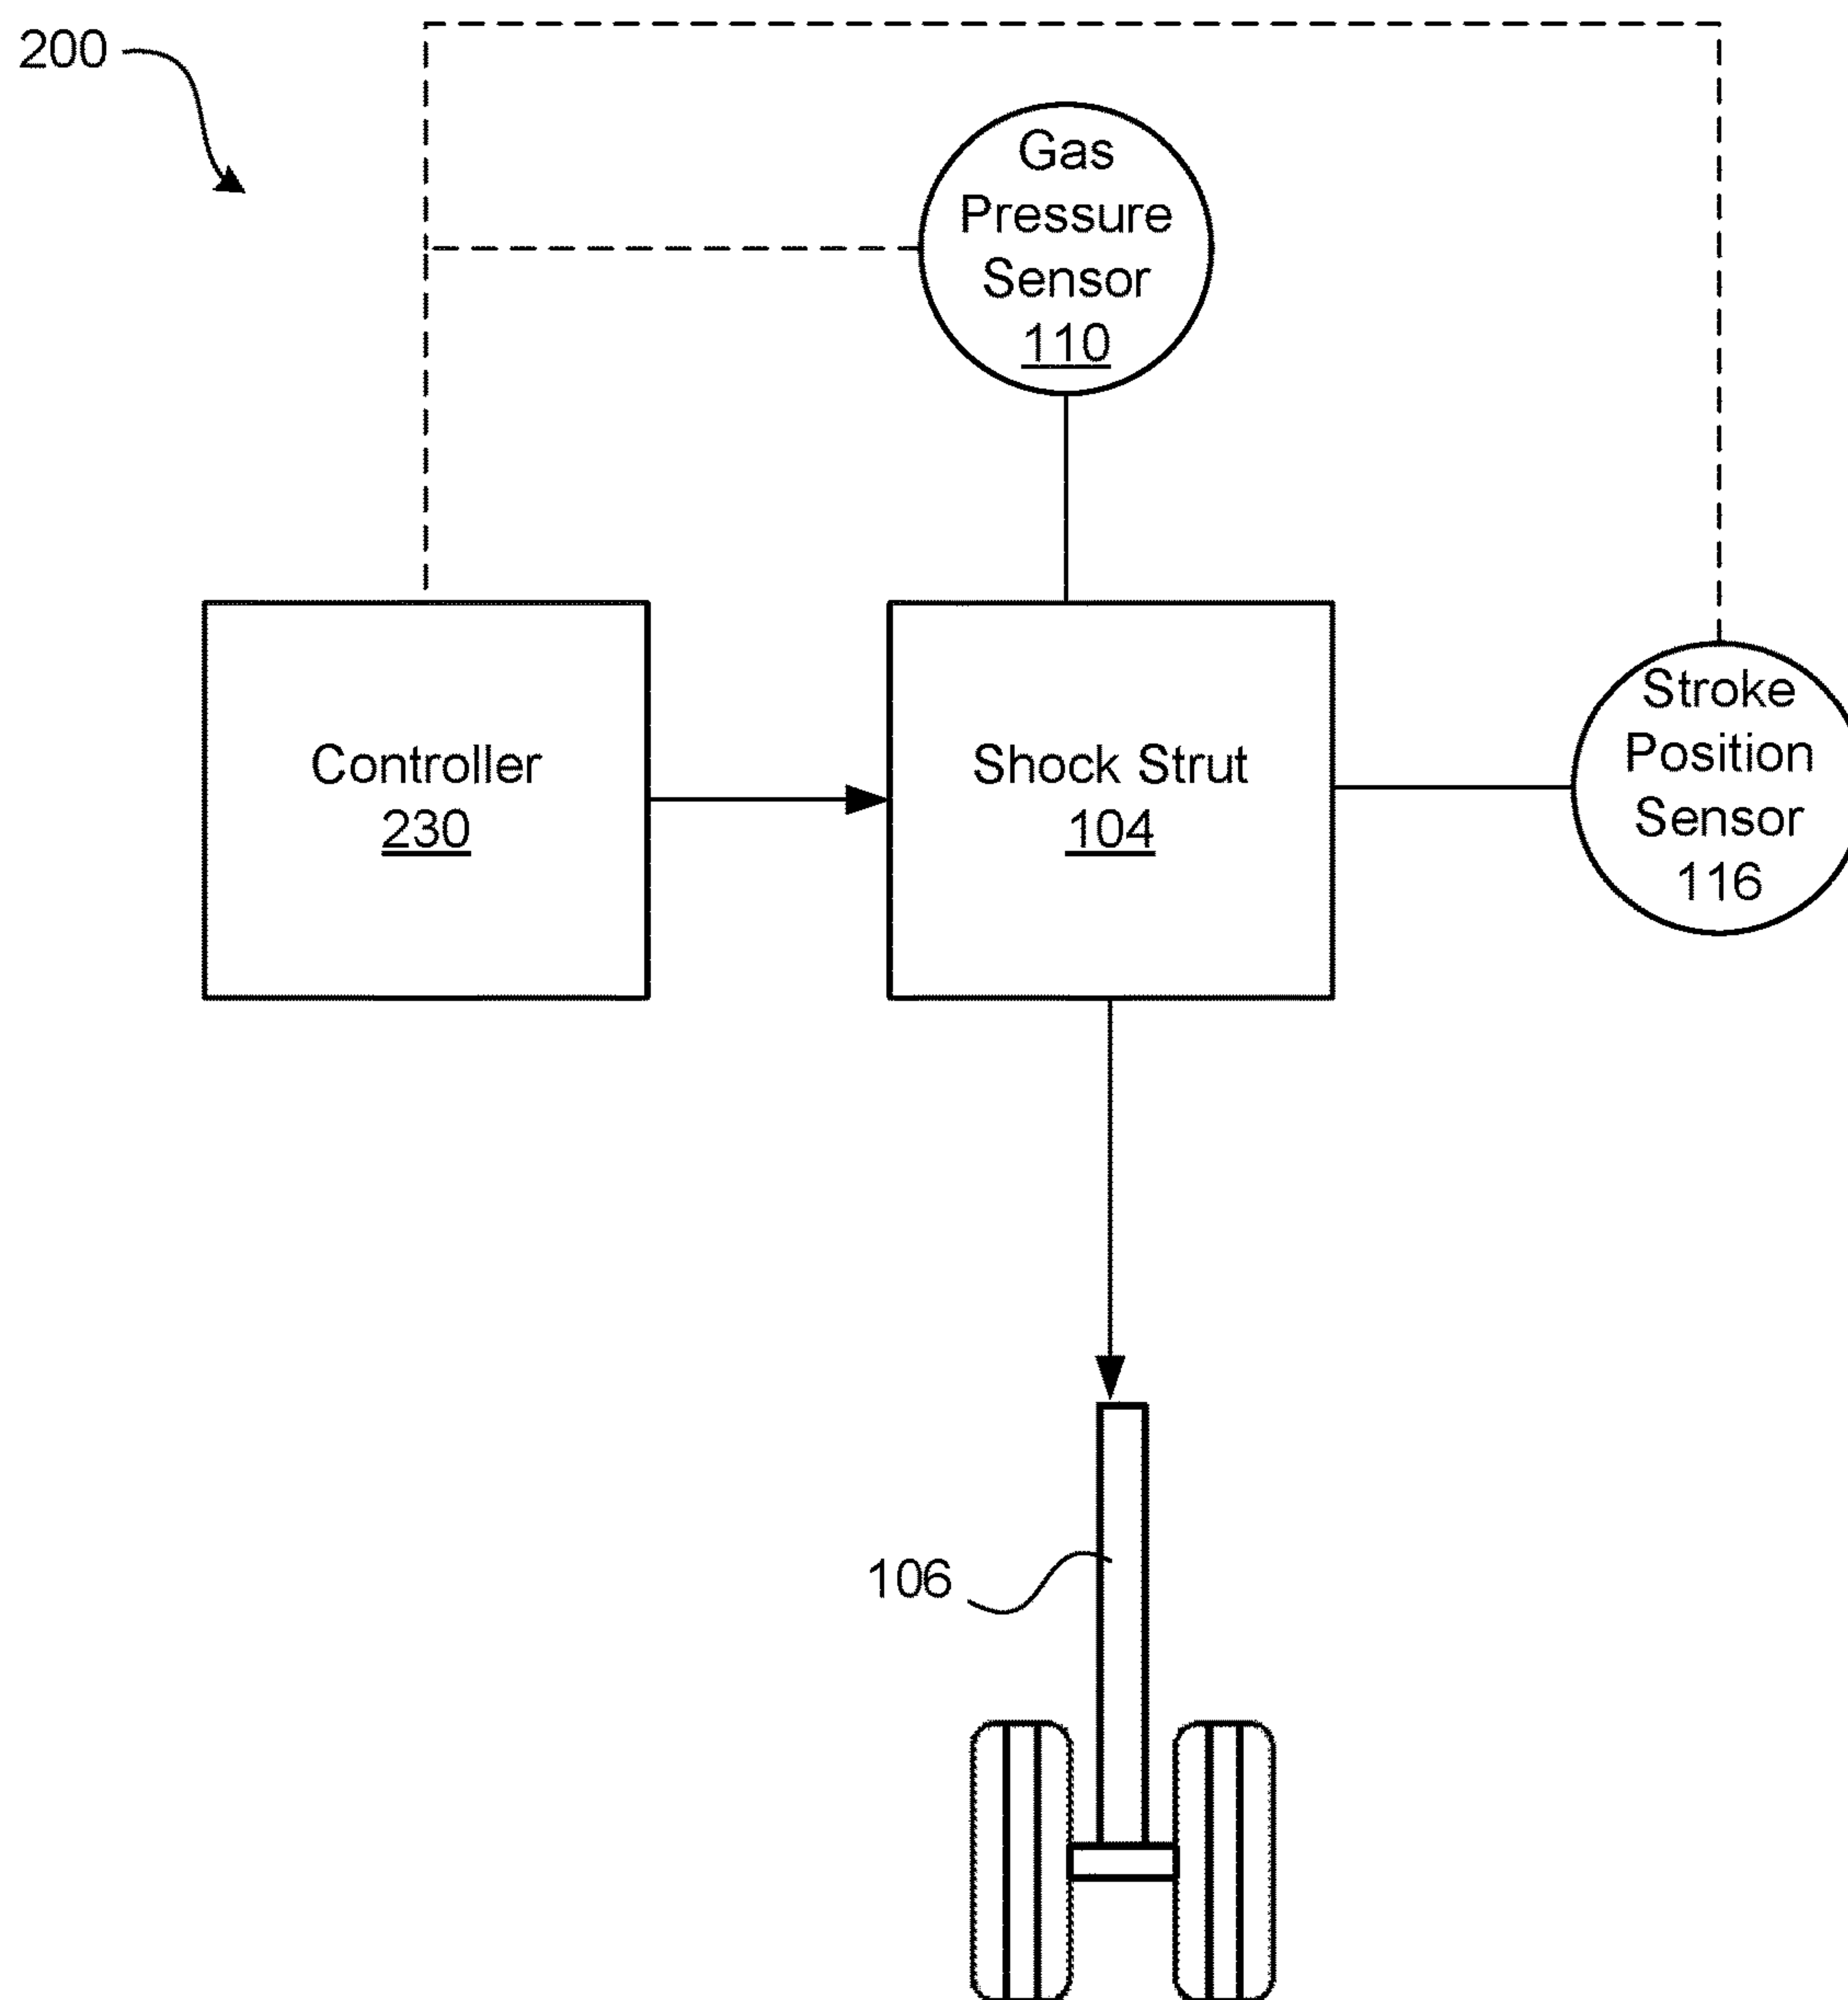 200
Gas
Pressure
Sensor
110
Controller
230
Shock Strut
104
Stroke
Position
Sensor
116
106